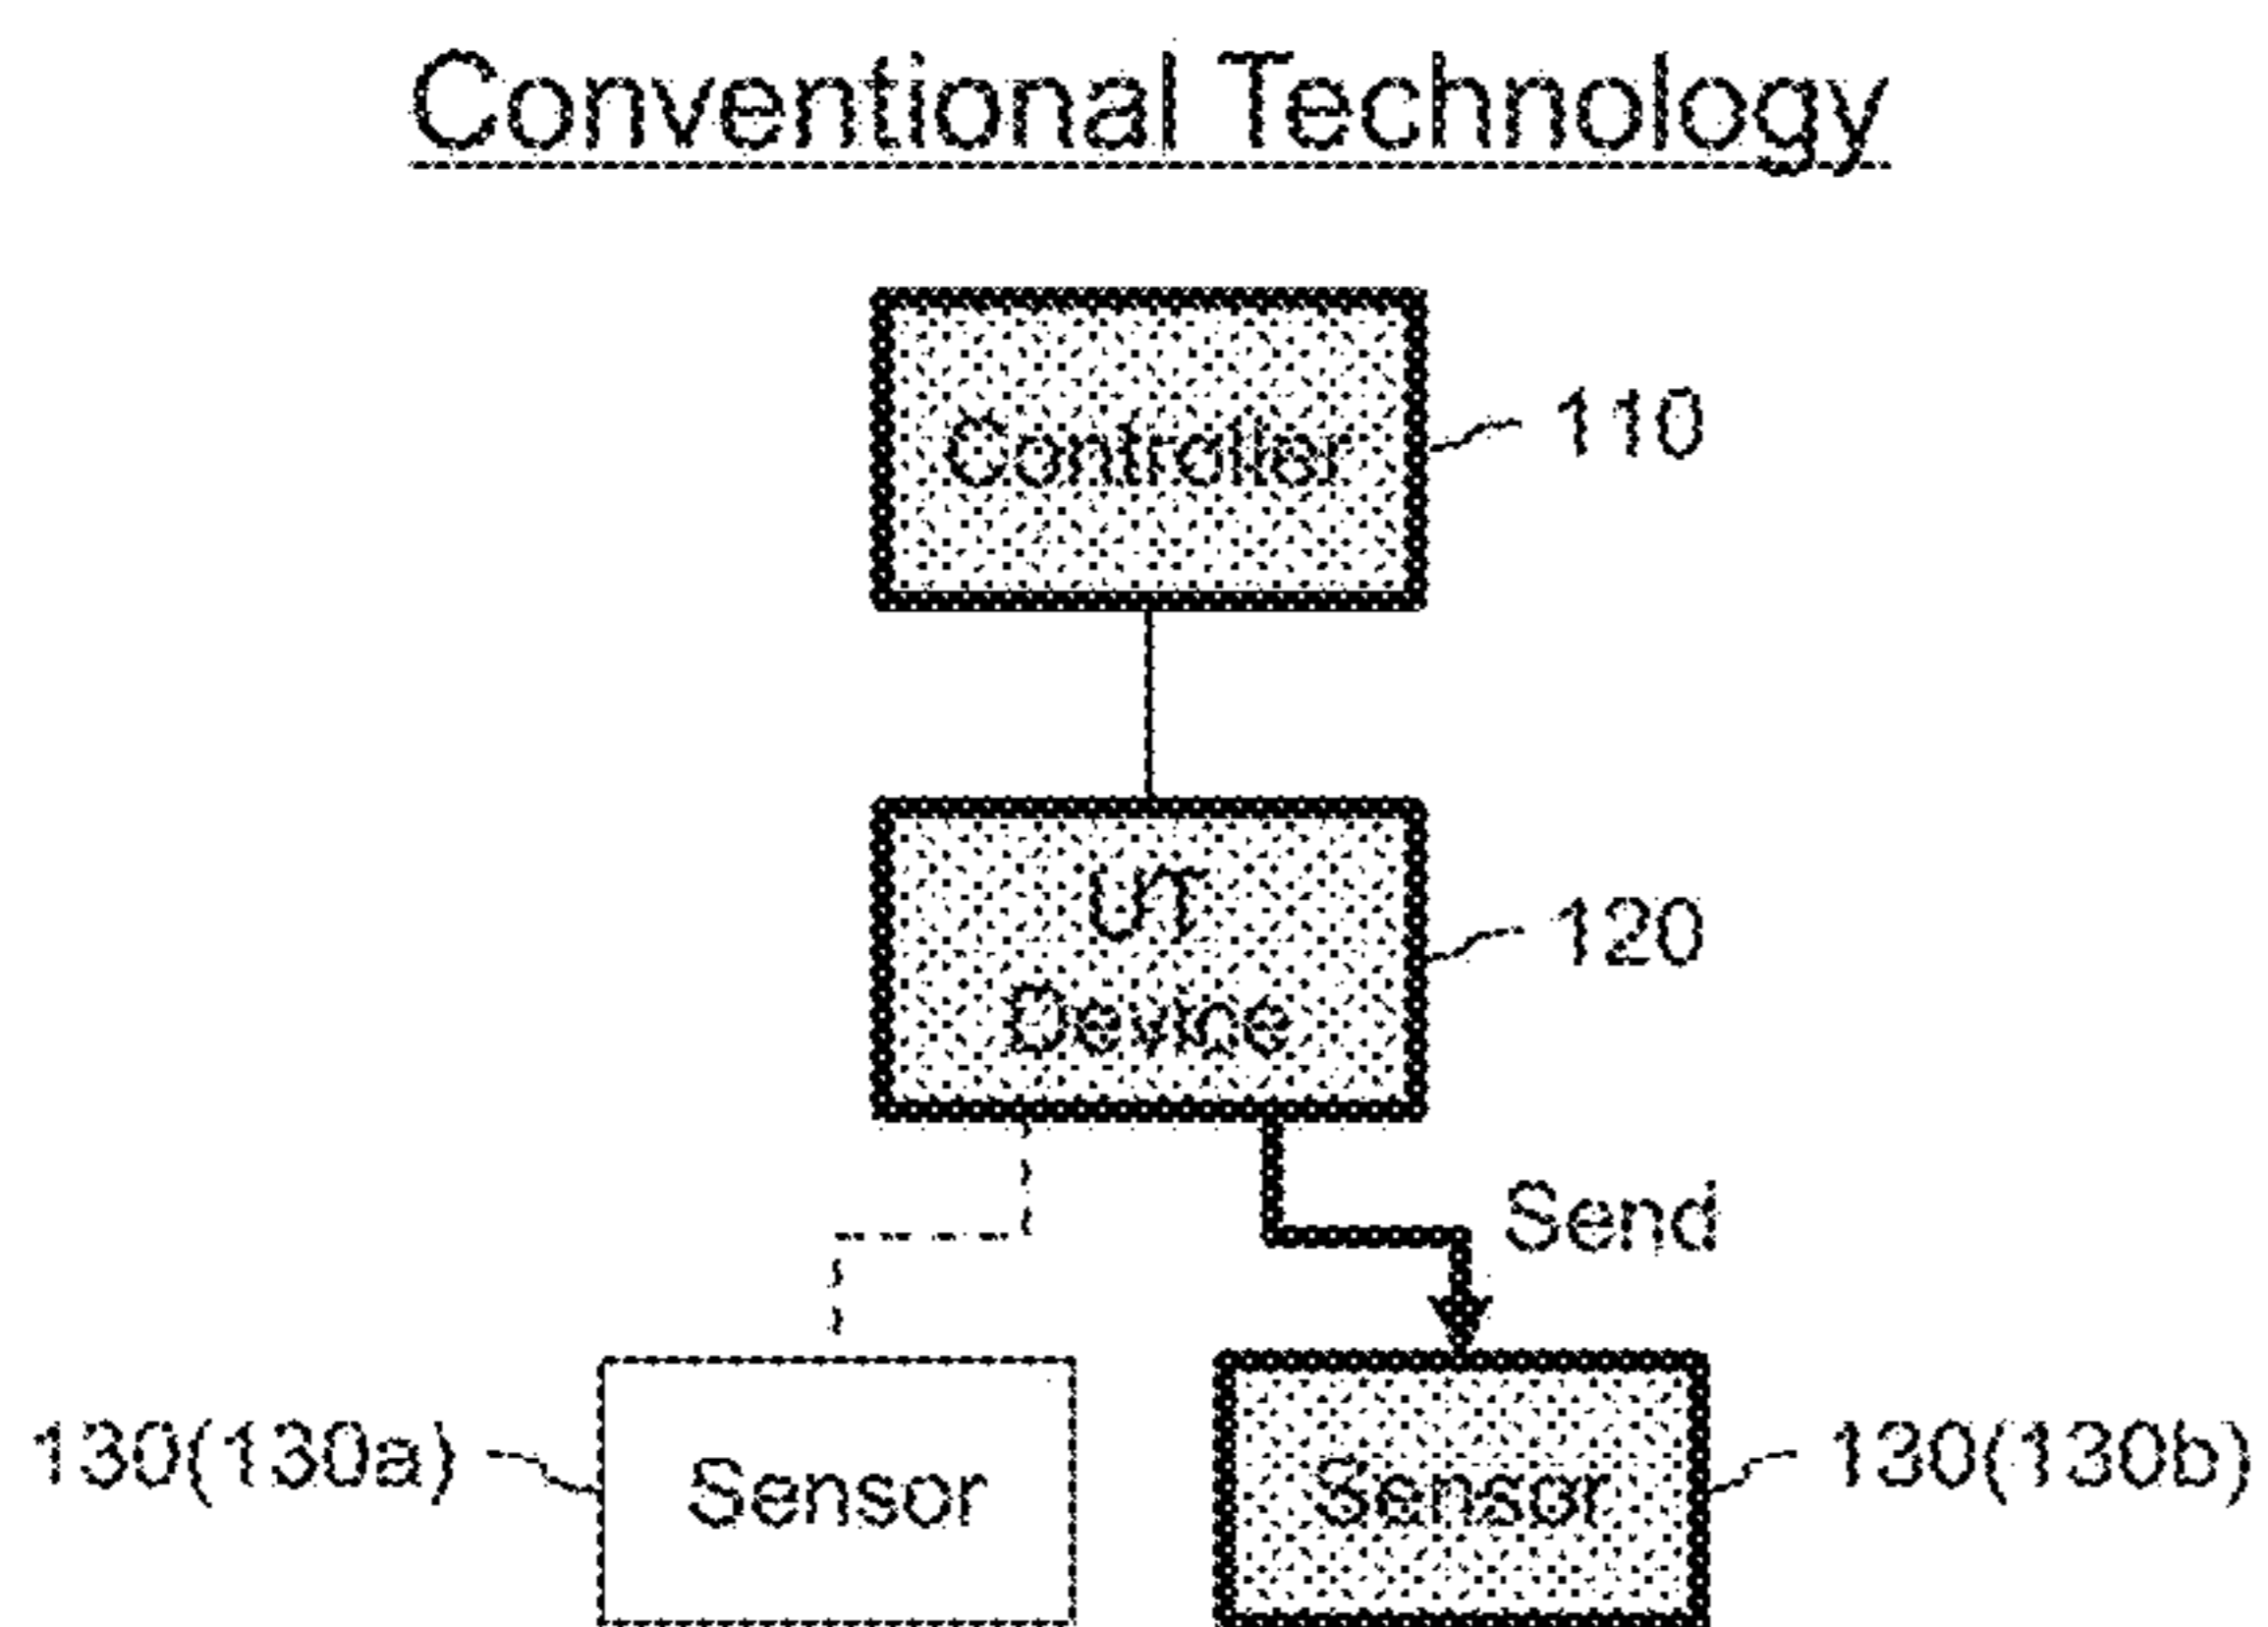 Conventional Technology
Controller
110
UT
Device
120
Send
130(130a)
Sensor
Sensor
130(130b)